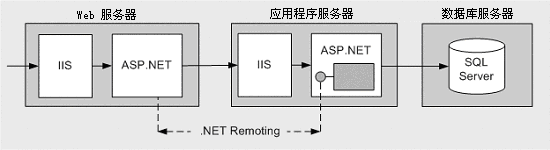 Web 服务器
应用程序服务器
数据库服务器
IIS
ASP.NET
IIS
ASP.NET
SQL
Server
.NET Remoting